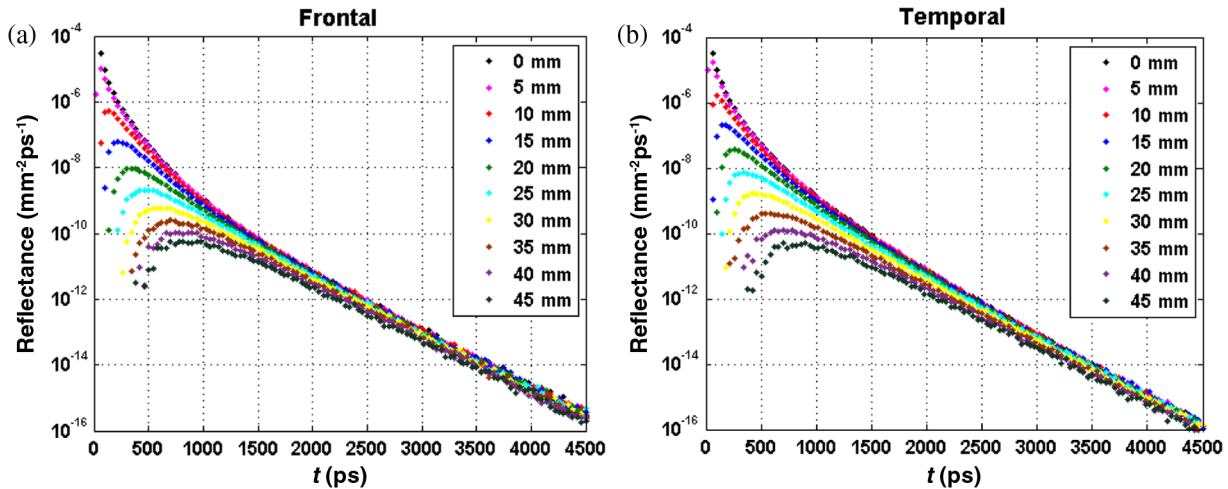 (a)
Frontal
Reflectance (mm⁻²ps⁻¹)
10⁻⁴
10⁻⁶
10⁻⁸
10⁻¹⁰
10⁻¹²
10⁻¹⁴
10⁻¹⁶
0 mm
5 mm
10 mm
15 mm
20 mm
25 mm
30 mm
35 mm
40 mm
45 mm
0 500 1000 1500 2000 2500 3000 3500 4000 4500
t (ps)
(b)
Temporal
Reflectance (mm⁻²ps⁻¹)
10⁻⁴
10⁻⁶
10⁻⁸
10⁻¹⁰
10⁻¹²
10⁻¹⁴
10⁻¹⁶
0 mm
5 mm
10 mm
15 mm
20 mm
25 mm
30 mm
35 mm
40 mm
45 mm
0 500 1000 1500 2000 2500 3000 3500 4000 4500
t (ps)